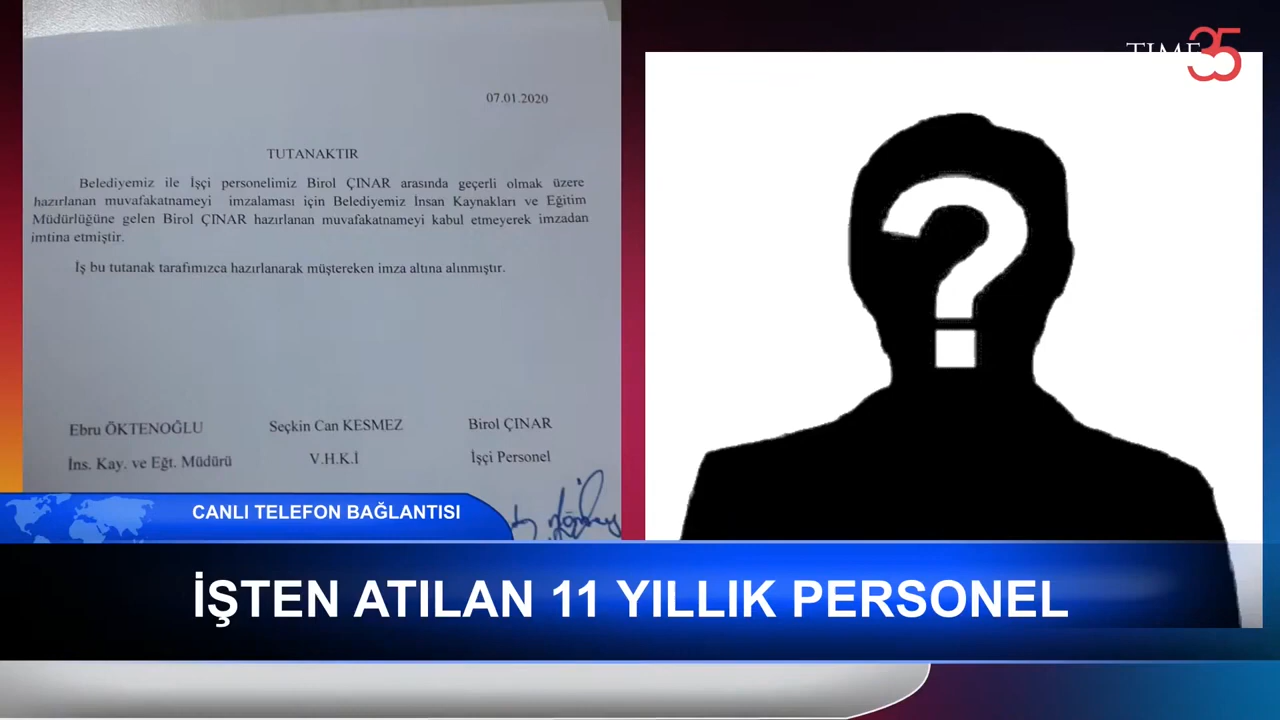 TIME 35
07.01.2020
TUTANAKTIR
Belediyemiz ile İşçi personelimiz Birol ÇINAR arasında geçerli olmak üzere
hazırlanan muvafakatnameyi imzalaması için Belediyemiz İnsan Kaynakları ve Eğitim
Müdürlüğüne gelen Birol ÇINAR hazırlanan muvafakatnameyi kabul etmeyerek imzadan
imtina etmiştir.
İş bu tutanak tarafımızca hazırlanarak müştereken imza altına alınmıştır.
Ebru ÖKTENOĞLU Seçkin Can KESMEZ Birol ÇINAR
İns. Kay. ve Eğt. Müdürü V.H.K.İ İşçi Personel
CANLI TELEFON BAĞLANTISI
İŞTEN ATILAN 11 YILLIK PERSONEL
?